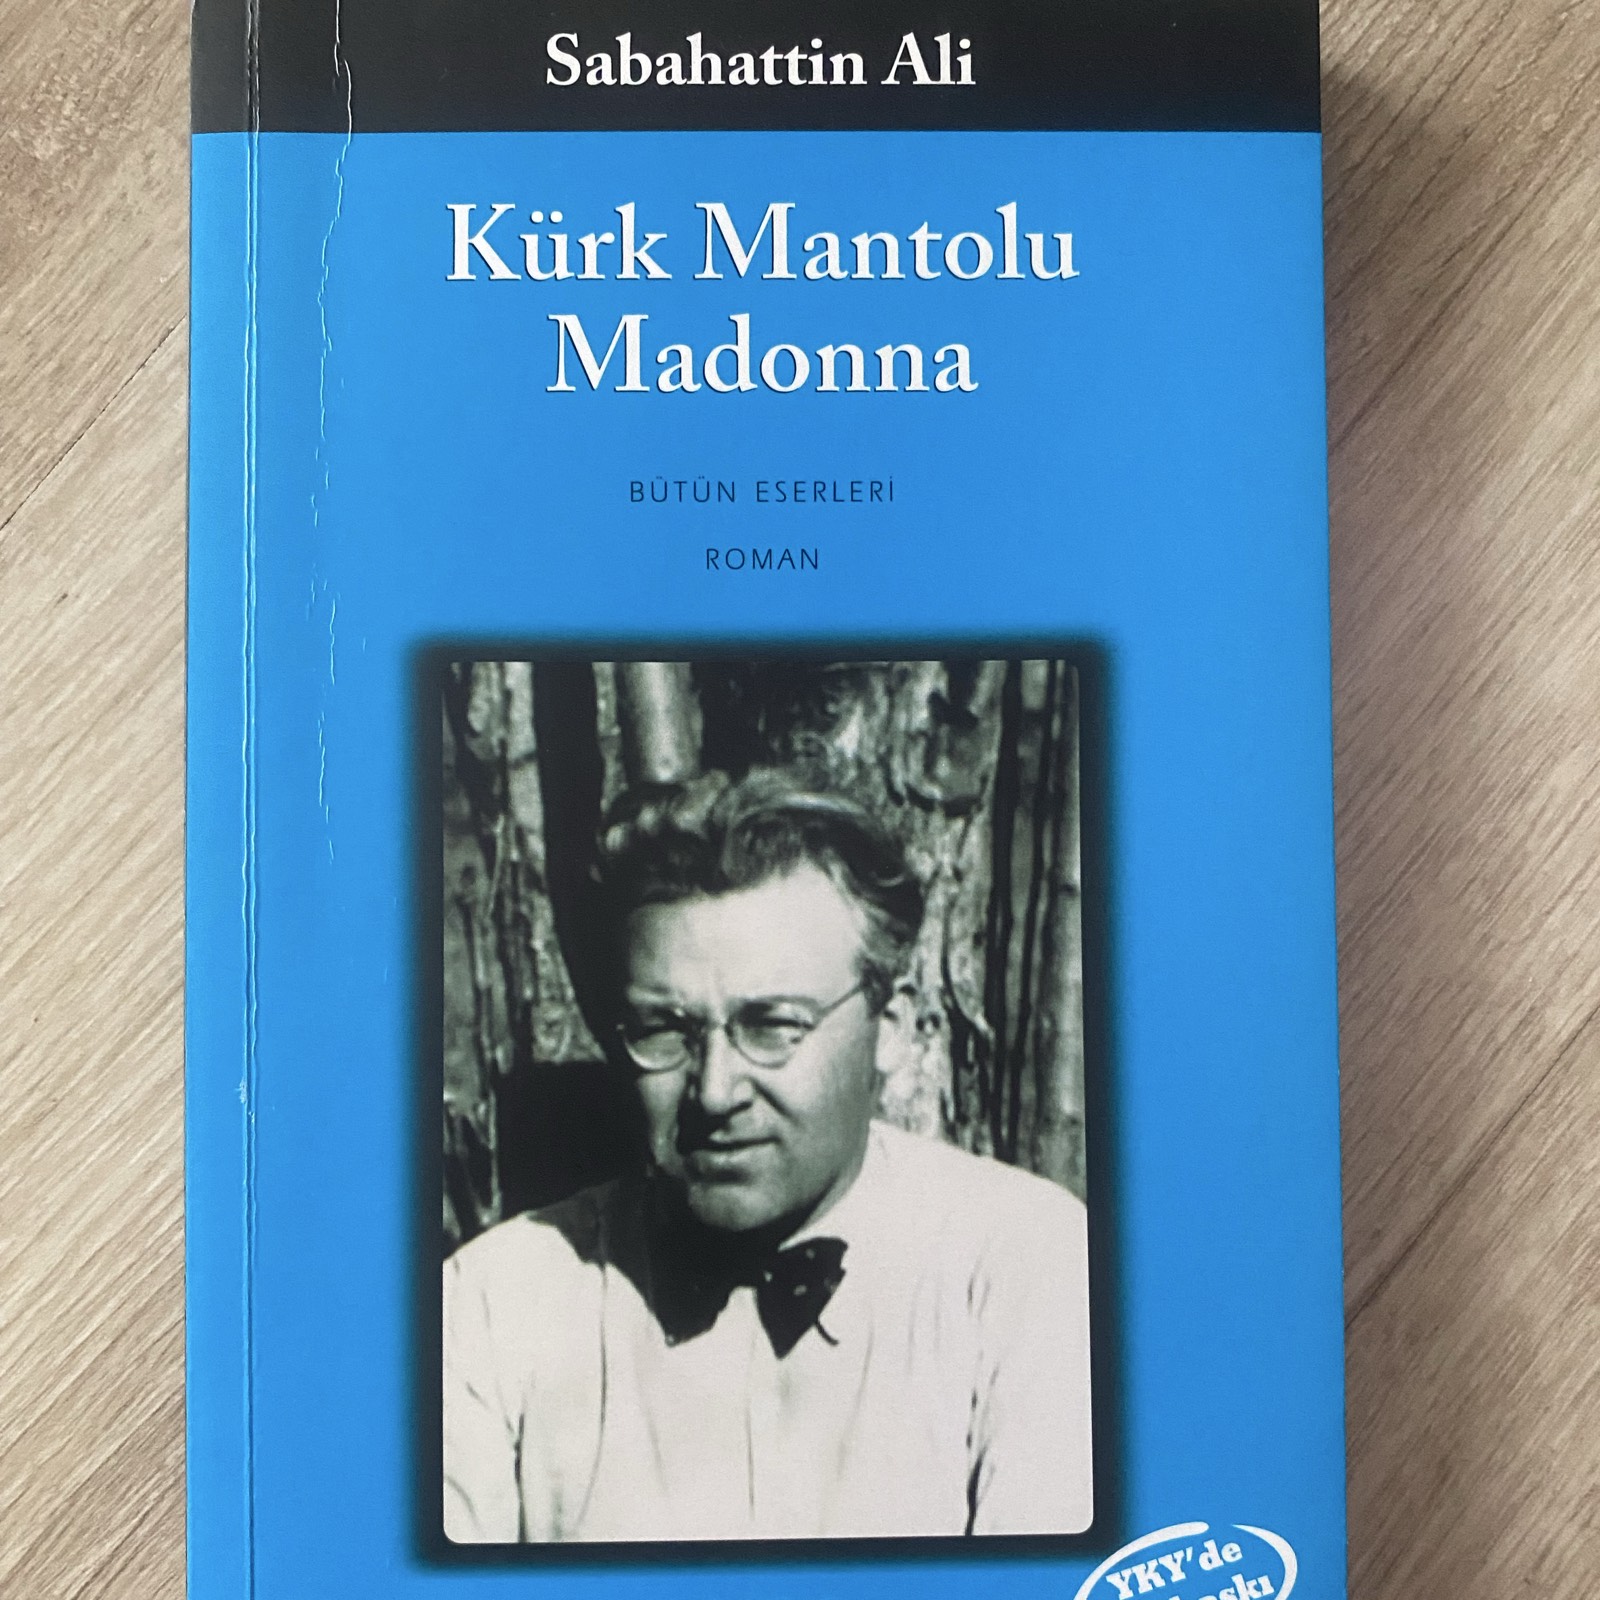 Sabahattin Ali
Kürk Mantolu
Madonna
BÜTÜN ESERLERİ
ROMAN
YKY'de